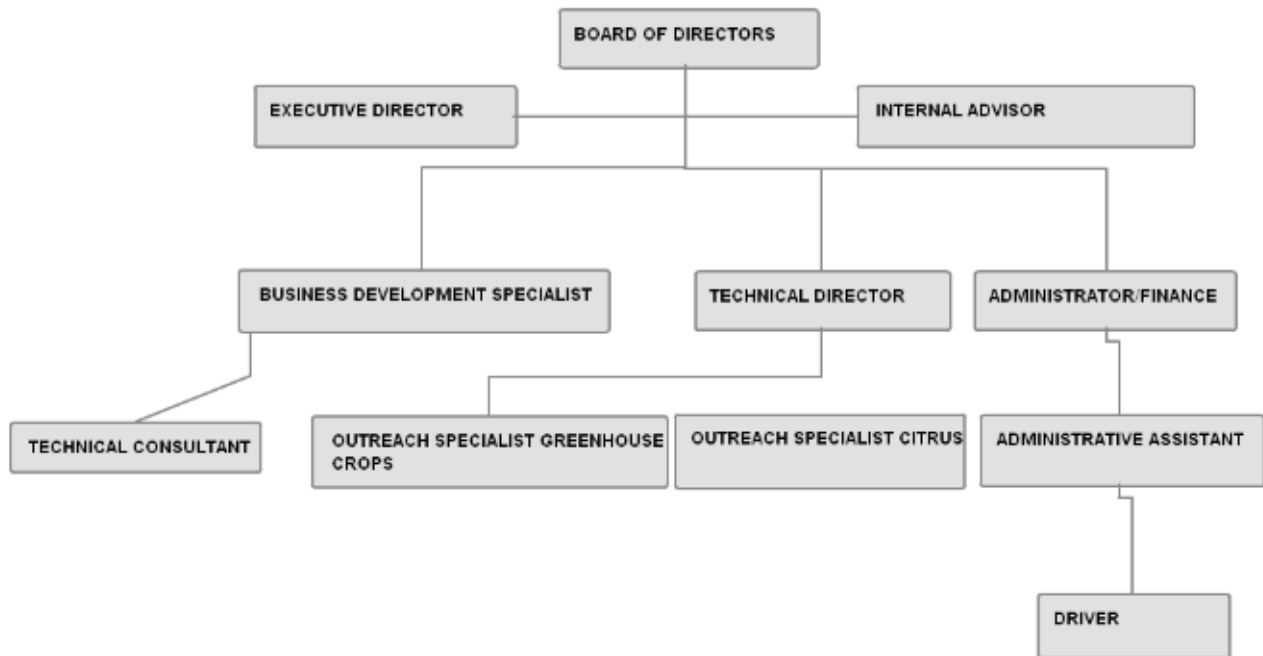 BOARD OF DIRECTORS
EXECUTIVE DIRECTOR
INTERNAL ADVISOR
BUSINESS DEVELOPMENT SPECIALIST
TECHNICAL DIRECTOR
ADMINISTRATOR/FINANCE
TECHNICAL CONSULTANT
OUTREACH SPECIALIST GREENHOUSE
CROPS
OUTREACH SPECIALIST CITRUS
ADMINISTRATIVE ASSISTANT
DRIVER